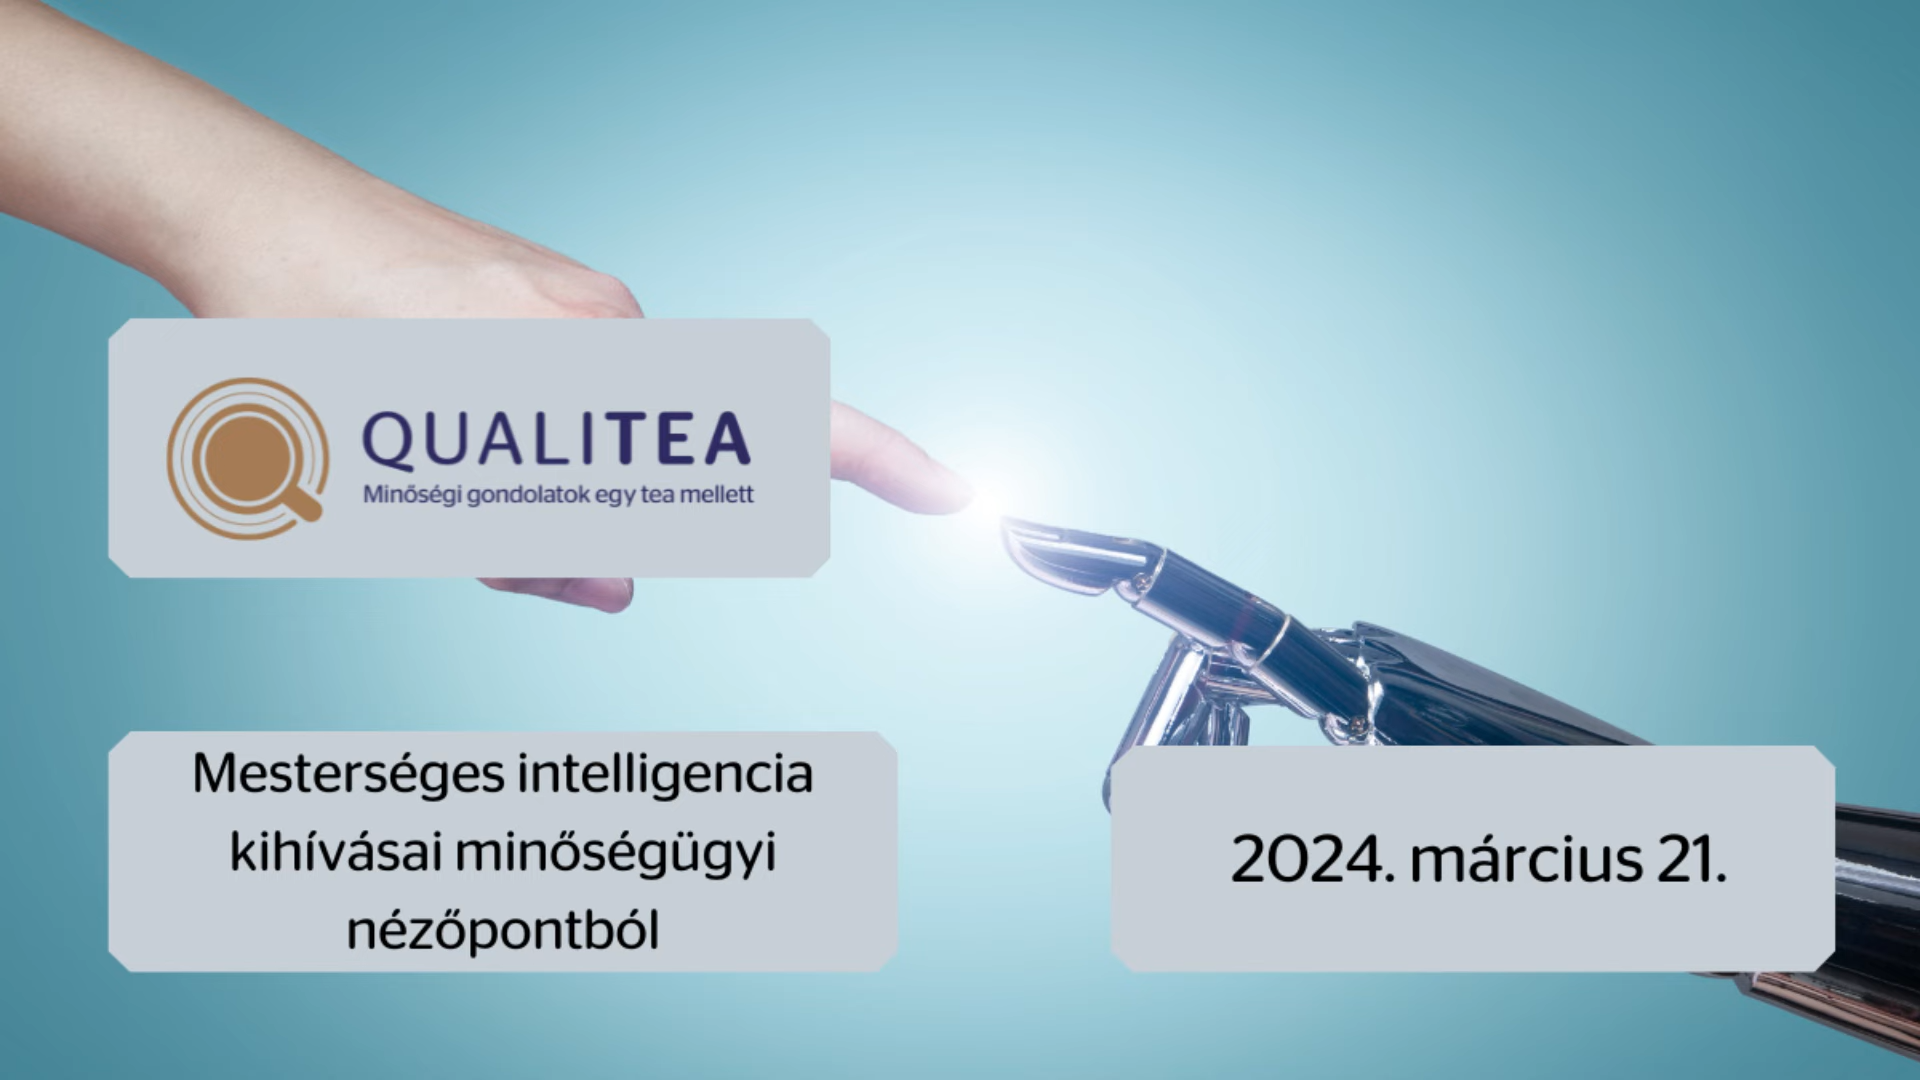 QUALITEA
Minőségi gondolatok egy tea mellett
Mesterséges intelligencia
kihívásai minőségügyi
nézőpontból
2024. március 21.